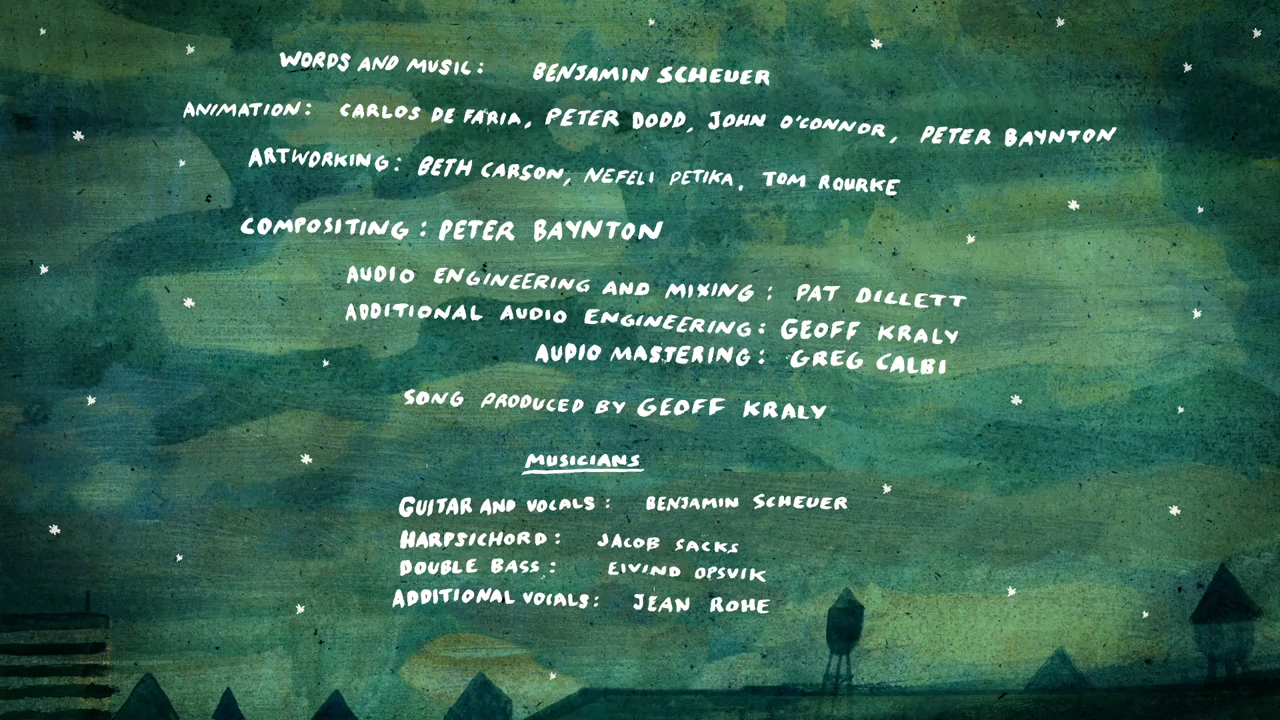 WORDS AND MUSIC: BENJAMIN SCHEUER
ANIMATION: CARLOS DE FARIA, PETER DODD, JOHN O'CONNOR, PETER BAYNTON
ARTWORKING: BETH CARSON, NEFELI PETIKA, TOM ROURKE
COMPOSITING: PETER BAYNTON
AUDIO ENGINEERING AND MIXING: PAT DILLETT
ADDITIONAL AUDIO ENGINEERING: GEOFF KRALY
AUDIO MASTERING: GREG CALBI
SONG PRODUCED BY GEOFF KRALY
MUSICIANS
GUITAR AND VOCALS: BENJAMIN SCHEUER
HARPSICHORD: JACOB SACKS
DOUBLE BASS: EIVIND OPSVIK
ADDITIONAL VOCALS: JEAN ROHE